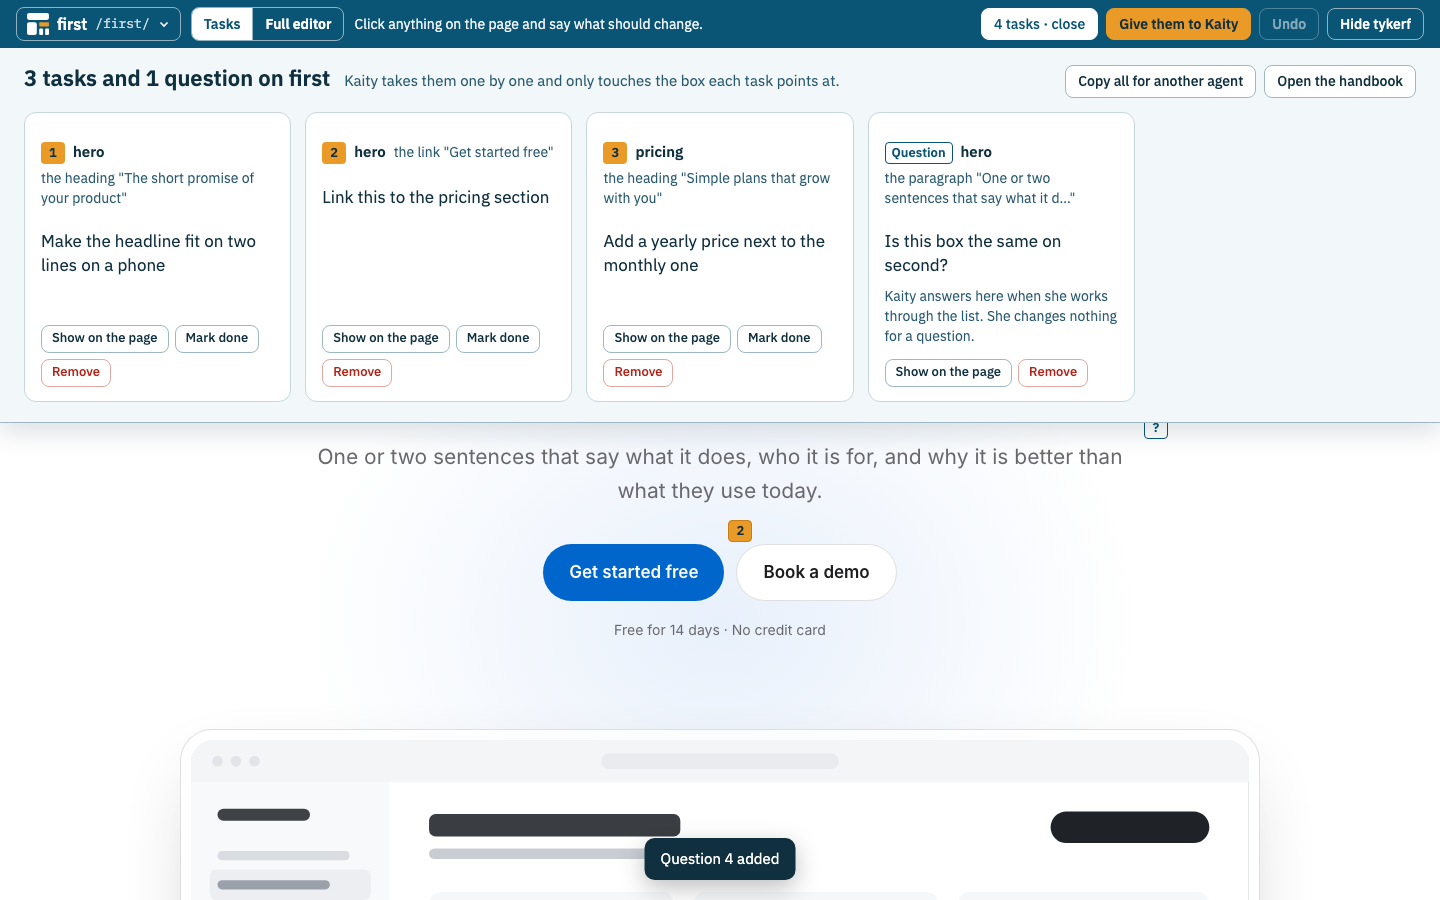 first /first/
Tasks
Full editor
Click anything on the page and say what should change.
4 tasks · close
Give them to Kaity
Undo
Hide tykerf
3 tasks and 1 question on first
Kaity takes them one by one and only touches the box each task points at.
Copy all for another agent
Open the handbook
1 hero
the heading "The short promise of
your product"
Make the headline fit on two
lines on a phone
Show on the page
Mark done
Remove
2 hero the link "Get started free"
Link this to the pricing section
Show on the page
Mark done
Remove
3 pricing
the heading "Simple plans that grow
with you"
Add a yearly price next to the
monthly one
Show on the page
Mark done
Remove
Question hero
the paragraph "One or two
sentences that say what it d..."
Is this box the same on
second?
Kaity answers here when she works
through the list. She changes nothing
for a question.
Show on the page
Remove
?
One or two sentences that say what it does, who it is for, and why it is better than
what they use today.
2
Get started free
Book a demo
Free for 14 days · No credit card
Question 4 added